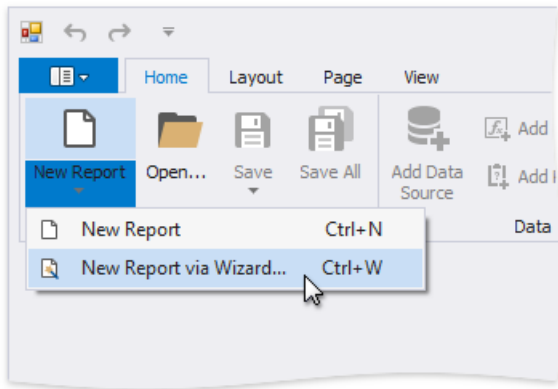 Home Layout Page View
New Report Open... Save Save All Add Data Source
Add
Add
New Report Ctrl+N
Data
New Report via Wizard... Ctrl+W